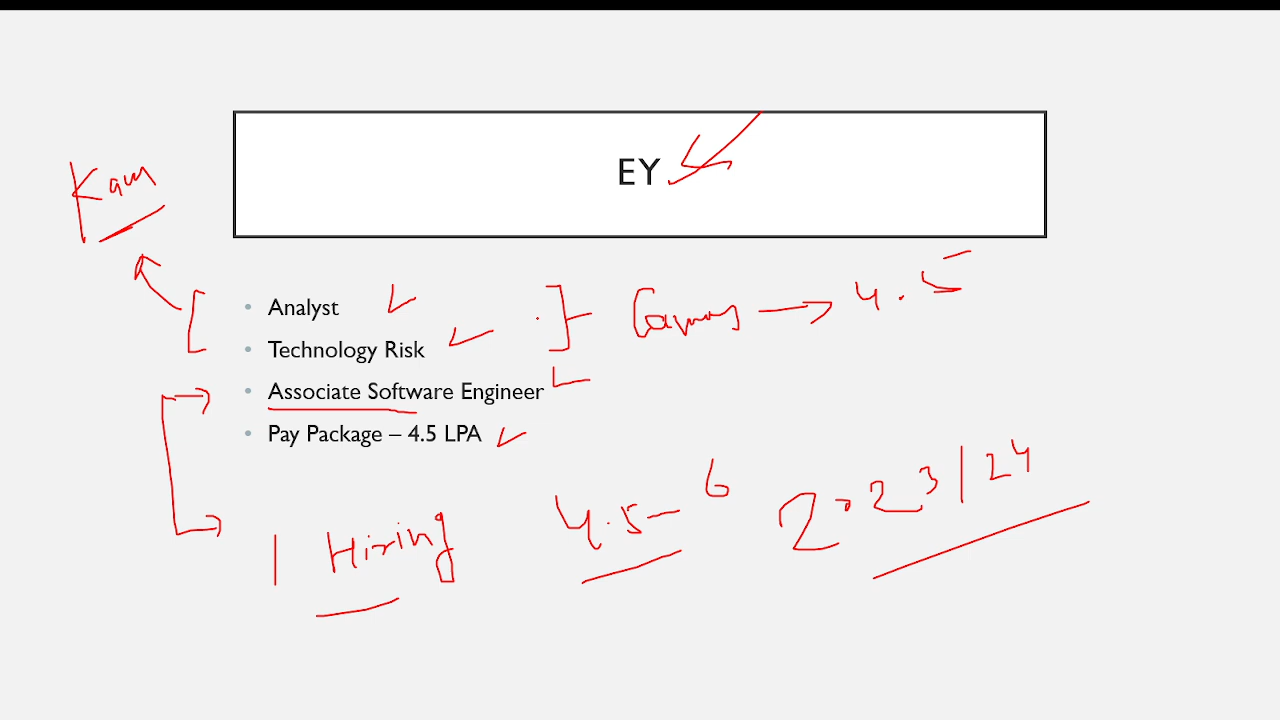 EY
Kam
Analyst
Technology Risk
4.5
Associate Software Engineer
Pay Package – 4.5 LPA
1 Hiring 4.5-6 2023/24